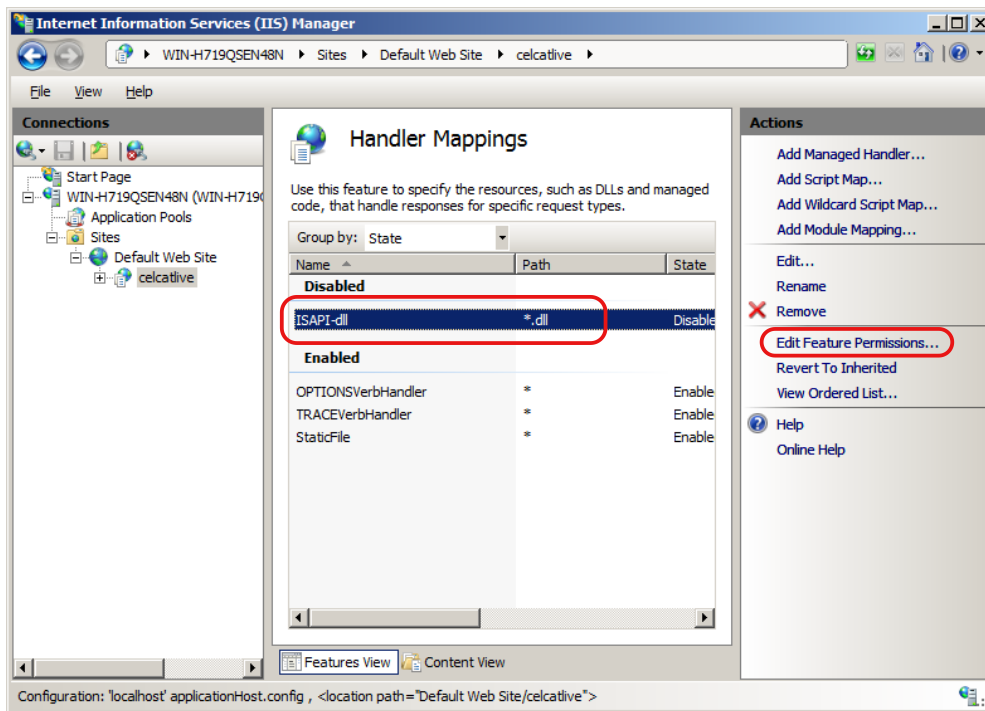 Internet Information Services (IIS) Manager
WIN-H719QSEN48N Sites Default Web Site celcatlive
File View Help
Connections
Start Page
WIN-H719QSEN48N (WIN-H719
Application Pools
Sites
Default Web Site
celcatlive
Handler Mappings
Use this feature to specify the resources, such as DLLs and managed
code, that handle responses for specific request types.
Group by: State
Name Path State
Disabled
ISAPI-dll *.dll Disable
Enabled
OPTIONSVerbHandler * Enable
TRACEVerbHandler * Enable
StaticFile * Enable
Features View Content View
Actions
Add Managed Handler...
Add Script Map...
Add Wildcard Script Map...
Add Module Mapping...
Edit...
Rename
Remove
Edit Feature Permissions...
Revert To Inherited
View Ordered List...
Help
Online Help
Configuration: 'localhost' applicationHost.config , <location path="Default Web Site/celcatlive">